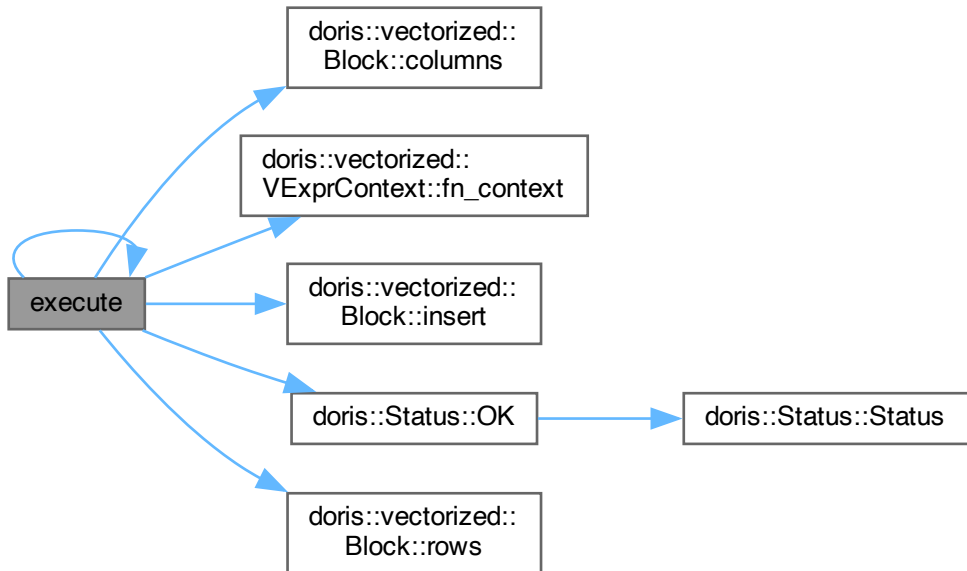 doris::vectorized::
Block::columns
doris::vectorized::
VExprContext::fn_context
execute
doris::vectorized::
Block::insert
doris::Status::OK
doris::Status::Status
doris::vectorized::
Block::rows